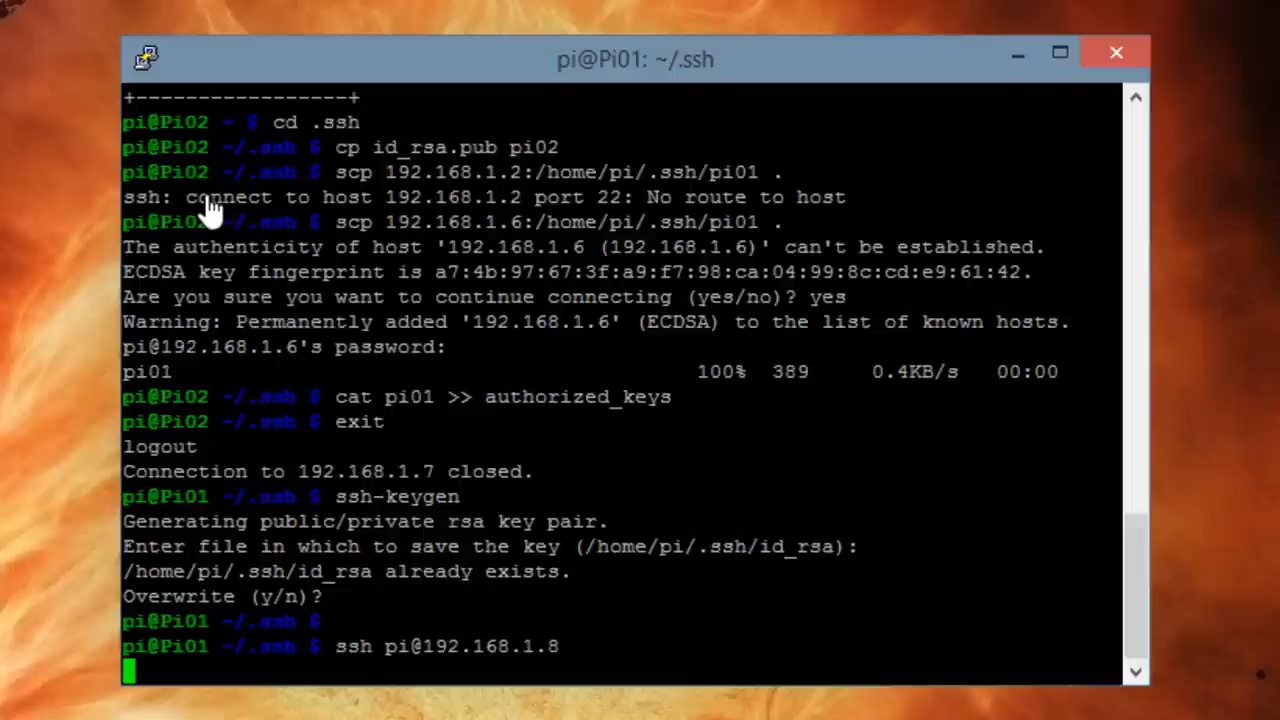 pi@Pi01: ~/.ssh
+-----------------+
pi@Pi02 ~ $ cd .ssh
pi@Pi02 ~/.ssh $ cp id_rsa.pub pi02
pi@Pi02 ~/.ssh $ scp 192.168.1.2:/home/pi/.ssh/pi01 .
ssh: connect to host 192.168.1.2 port 22: No route to host
pi@Pi02 ~/.ssh $ scp 192.168.1.6:/home/pi/.ssh/pi01 .
The authenticity of host '192.168.1.6 (192.168.1.6)' can't be established.
ECDSA key fingerprint is a7:4b:97:67:3f:a9:f7:98:ca:04:99:8c:cd:e9:61:42.
Are you sure you want to continue connecting (yes/no)? yes
Warning: Permanently added '192.168.1.6' (ECDSA) to the list of known hosts.
pi@192.168.1.6's password:
pi01 100% 389 0.4KB/s 00:00
pi@Pi02 ~/.ssh $ cat pi01 >> authorized_keys
pi@Pi02 ~/.ssh $ exit
logout
Connection to 192.168.1.7 closed.
pi@Pi01 ~/.ssh $ ssh-keygen
Generating public/private rsa key pair.
Enter file in which to save the key (/home/pi/.ssh/id_rsa):
/home/pi/.ssh/id_rsa already exists.
Overwrite (y/n)?
pi@Pi01 ~/.ssh $
pi@Pi01 ~/.ssh $ ssh pi@192.168.1.8